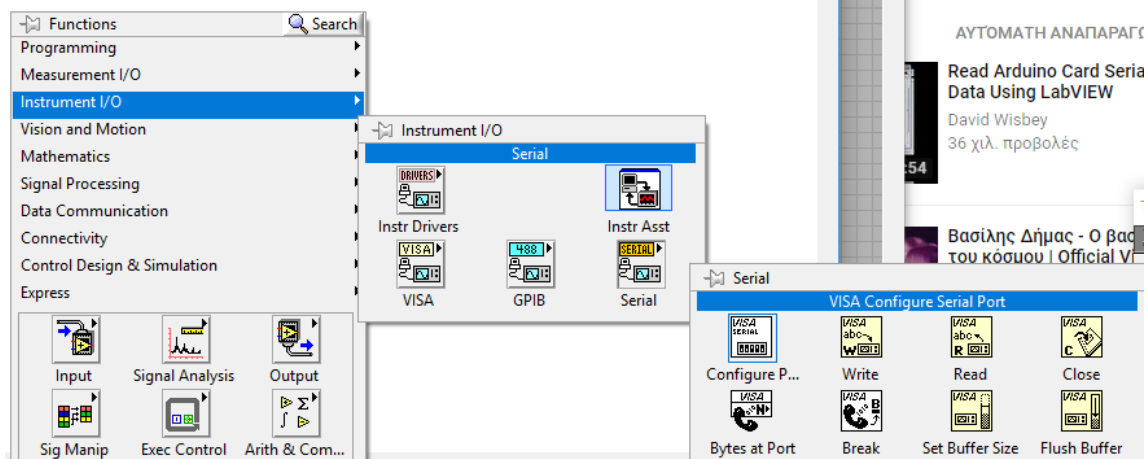 Functions
Search
Programming
Measurement I/O
Instrument I/O
Vision and Motion
Mathematics
Signal Processing
Data Communication
Connectivity
Control Design & Simulation
Express
Input
Signal Analysis
Output
Sig Manip
Exec Control
Arith & Com...
Instrument I/O
Serial
DRIVERS
Instr Drivers
Instr Asst
VISA
488
SERIAL
VISA
GPIB
Serial
Serial
VISA Configure Serial Port
VISA
SERIAL
VISA
abc
W
VISA
abc
R
VISA
C
Configure P...
Write
Read
Close
VISA
N
VISA
B
VISA
VISA
Bytes at Port
Break
Set Buffer Size
Flush Buffer
ΑΥΤΌΜΑΤΗ ΑΝΑΠΑΡΑΓΩ
Read Arduino Card Seria
Data Using LabVIEW
David Wisbey
36 χιλ. προβολές
:54
Βασίλης Δήμας - Ο βασ
του κόσμου | Official Vi